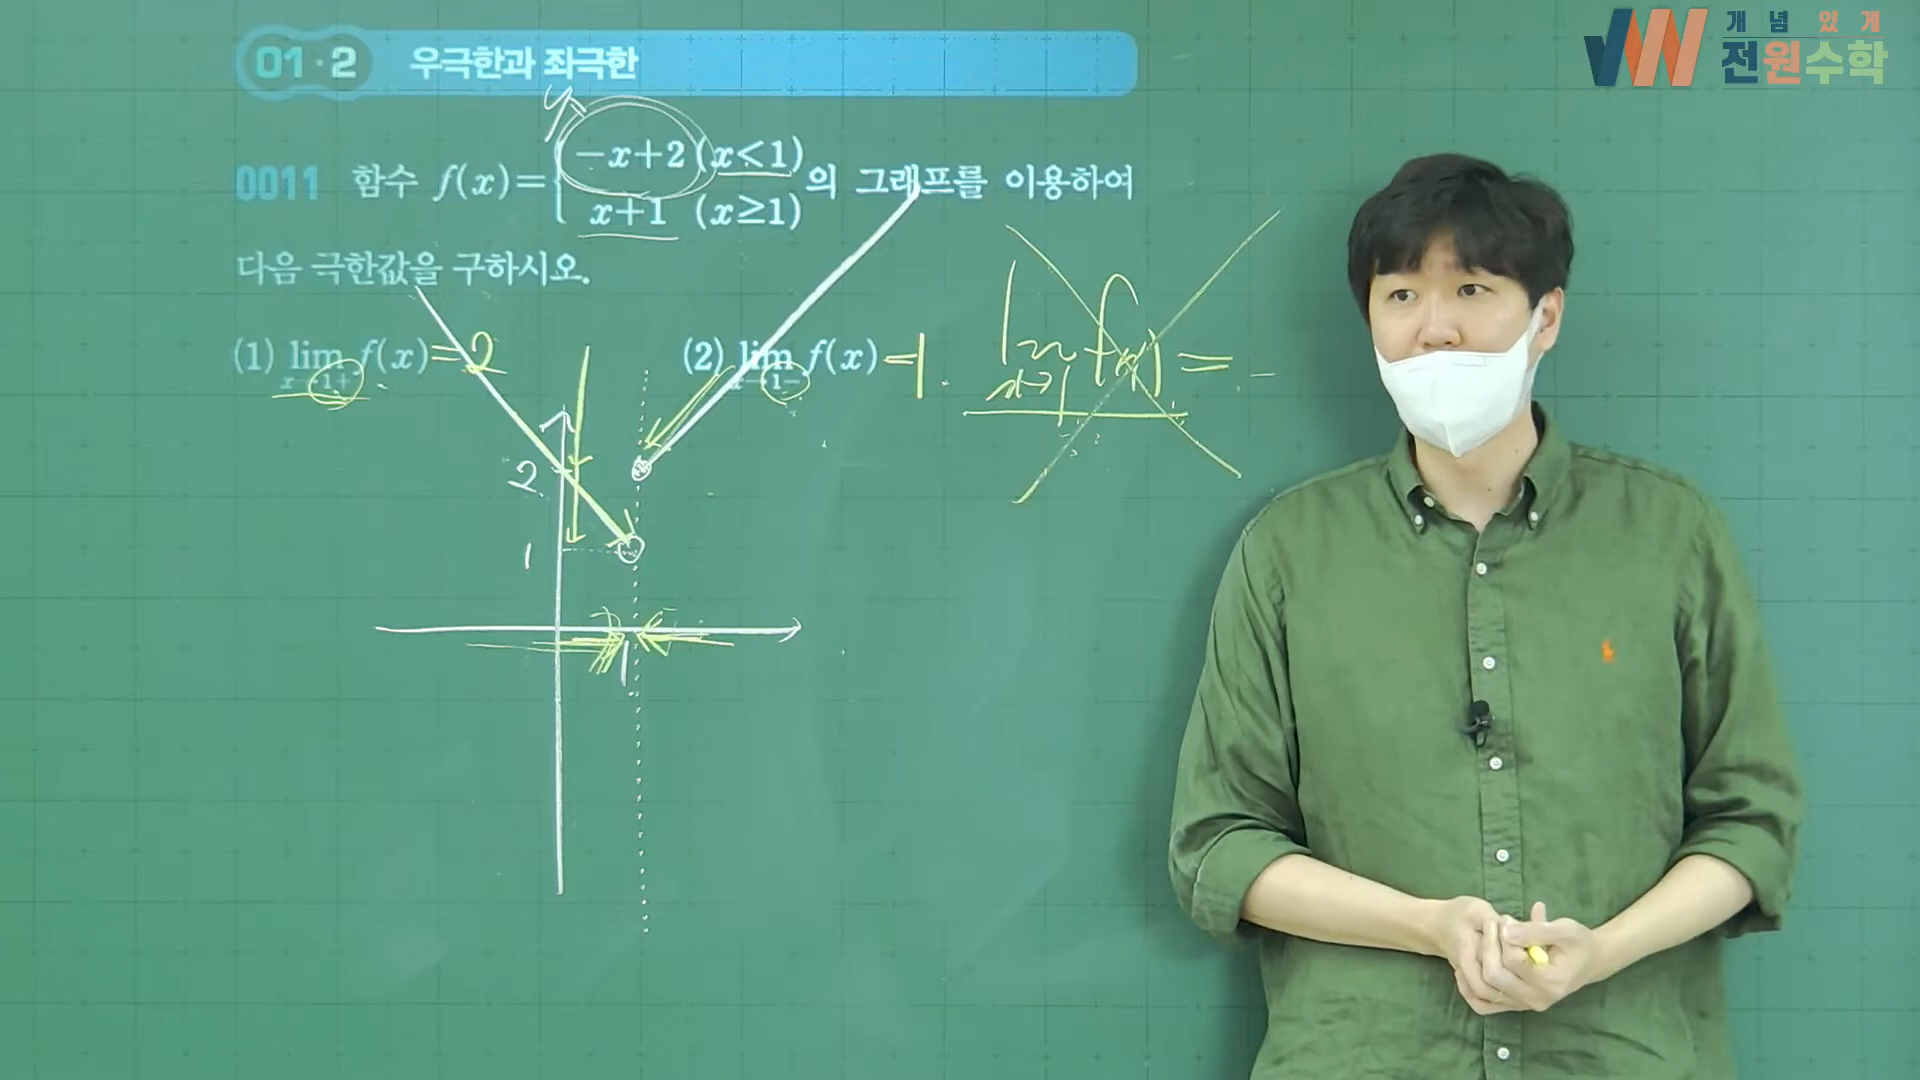 개념있게
전원수학
01·2 우극한과 좌극한
y=
0011 함수 f(x)={-x+2 (x<1)
x+1 (x≥1) 의 그래프를 이용하여
다음 극한값을 구하시오.
(1) lim x→1+ f(x)=2
(2) lim x→1- f(x)=1.
lim x→1 f(x)=
2
1
1